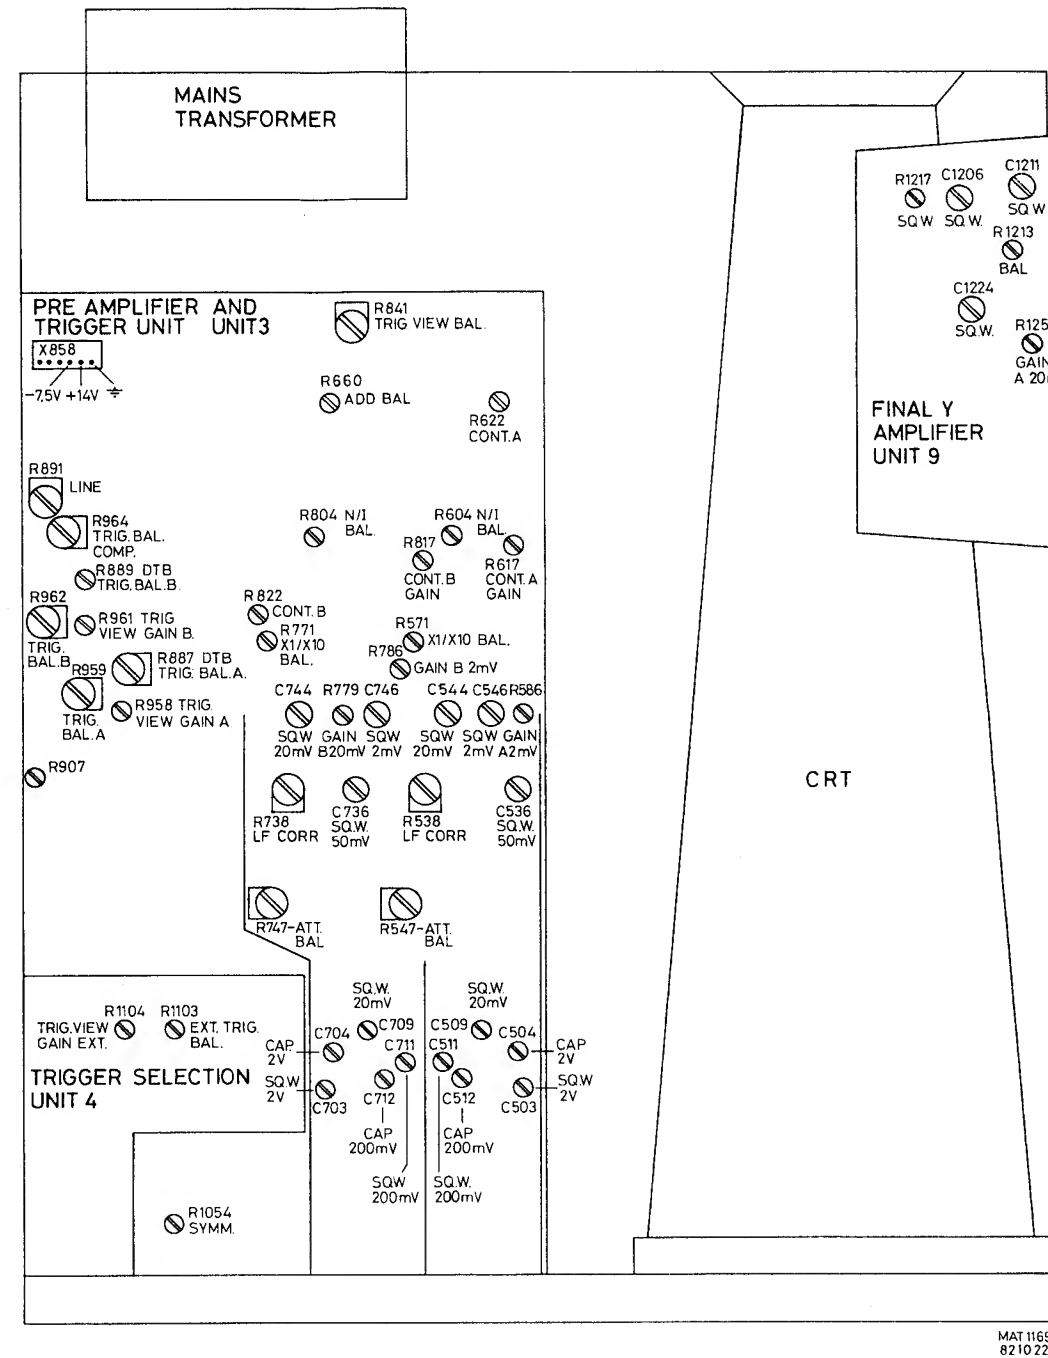 MAINS
TRANSFORMER
R1217
C1206
C1211
SQ.W
SQ.W.
SQ.W
R1213
BAL
C1224
SQ.W.
R125
GAIN
A 20
FINAL Y
AMPLIFIER
UNIT 9
PRE AMPLIFIER AND
TRIGGER UNIT UNIT3
X858
-7,5V +14V
R841
TRIG VIEW BAL.
R660
ADD BAL
R622
CONT.A
R891
LINE
R964
TRIG.BAL.
COMP.
R889 DTB
TRIG.BAL.B.
R962
TRIG.
BAL.B
R961 TRIG
VIEW GAIN B.
R887 DTB
TRIG. BAL.A.
R959
TRIG.
BAL.A
R958 TRIG.
VIEW GAIN A
R907
R804 N/I
BAL.
R604 N/I
BAL.
R817
CONT.B
GAIN
R617
CONT.A
GAIN
R822
CONT.B
R771
X1/X10
BAL.
R571
X1/X10 BAL.
R786
GAIN B 2mV
C744
SQ.W
20mV
R779
GAIN
B20mV
C746
SQW
2mV
C544
SQW
20mV
C546
SQW
2mV
R586
GAIN
A2mV
R738
LF CORR
C736
SQ.W.
50mV
R538
LF CORR
C536
SQ.W.
50mV
R747-ATT.
BAL
R547-ATT.
BAL
CRT
R1104
TRIG.VIEW
GAIN EXT.
R1103
EXT. TRIG.
BAL.
TRIGGER SELECTION
UNIT 4
SQ.W.
20mV
C709
C704
CAP.
2V
C711
SQ.W
2V
C703
C712
CAP
200mV
SQW
200mV
SQ.W.
20mV
C509
C504
CAP
2V
C511
C512
SQ.W
2V
C503
CAP
200mV
SQ.W.
200mV
R1054
SYMM.
MAT 1165
821022